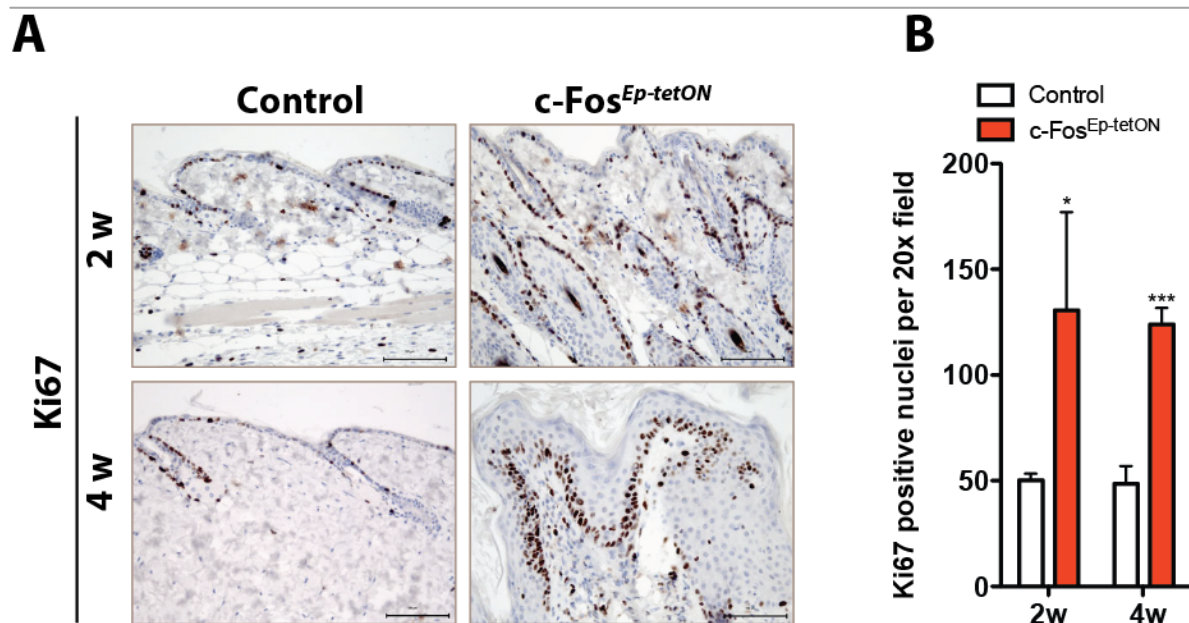 A
B
Control
c-Fos^Ep-tetON
Control
c-Fos^Ep-tetON
Ki67
2 w
4 w
Ki67 positive nuclei per 20x field
200
150
100
50
0
*
***
2w
4w